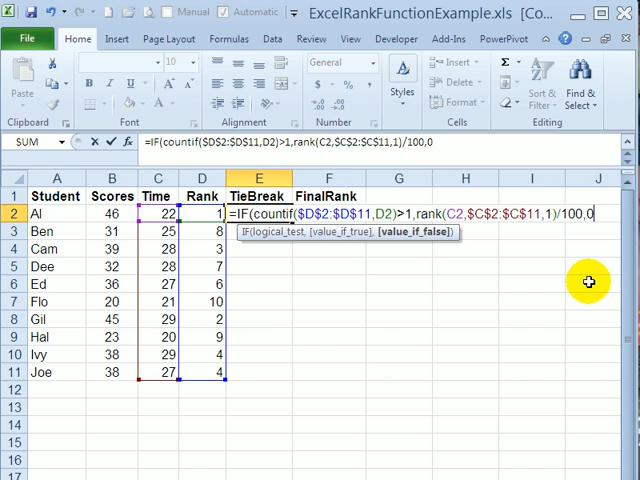 ExcelRankFunctionExample.xls [Co...
Manual Ranking Automatic
File Home Insert Page Layout Formulas Data Review View Developer Add-Ins PowerPivot
Paste B I U 10 General $ % , Styles Insert Delete Format Sort & Filter Find & Select
Clipboard Font Alignment Number Cells Editing
SUM =IF(countif($D$2:$D$11,D2)>1,rank(C2,$C$2:$C$11,1)/100,0
A B C D E F G H I J
1 Student Scores Time Rank TieBreak FinalRank
2 Al 46 22 1 =IF(countif($D$2:$D$11,D2)>1,rank(C2,$C$2:$C$11,1)/100,0
3 Ben 31 25 8 IF(logical_test, [value_if_true], [value_if_false])
4 Cam 39 28 3
5 Dee 32 28 7
6 Ed 36 27 6
7 Flo 20 21 10
8 Gil 45 29 2
9 Hal 23 20 9
10 Ivy 38 29 4
11 Joe 38 27 4
12
13
14
15
16
17